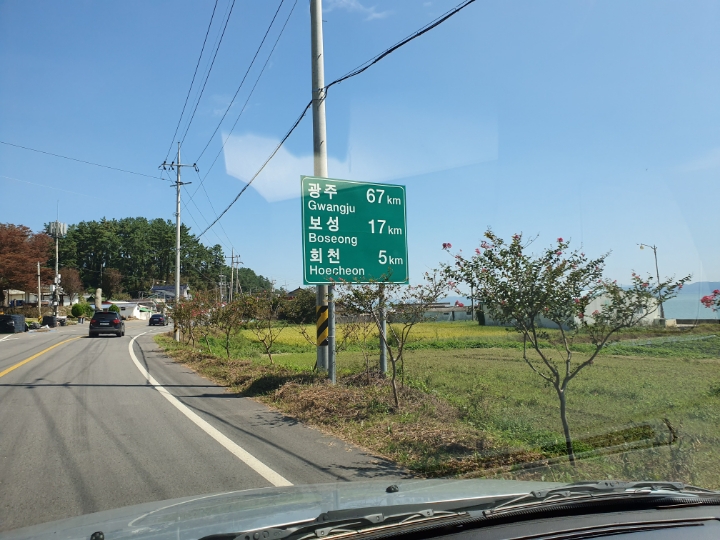 광주 67 km
Gwangju
보성 17 km
Boseong
회천 5 km
Hoecheon